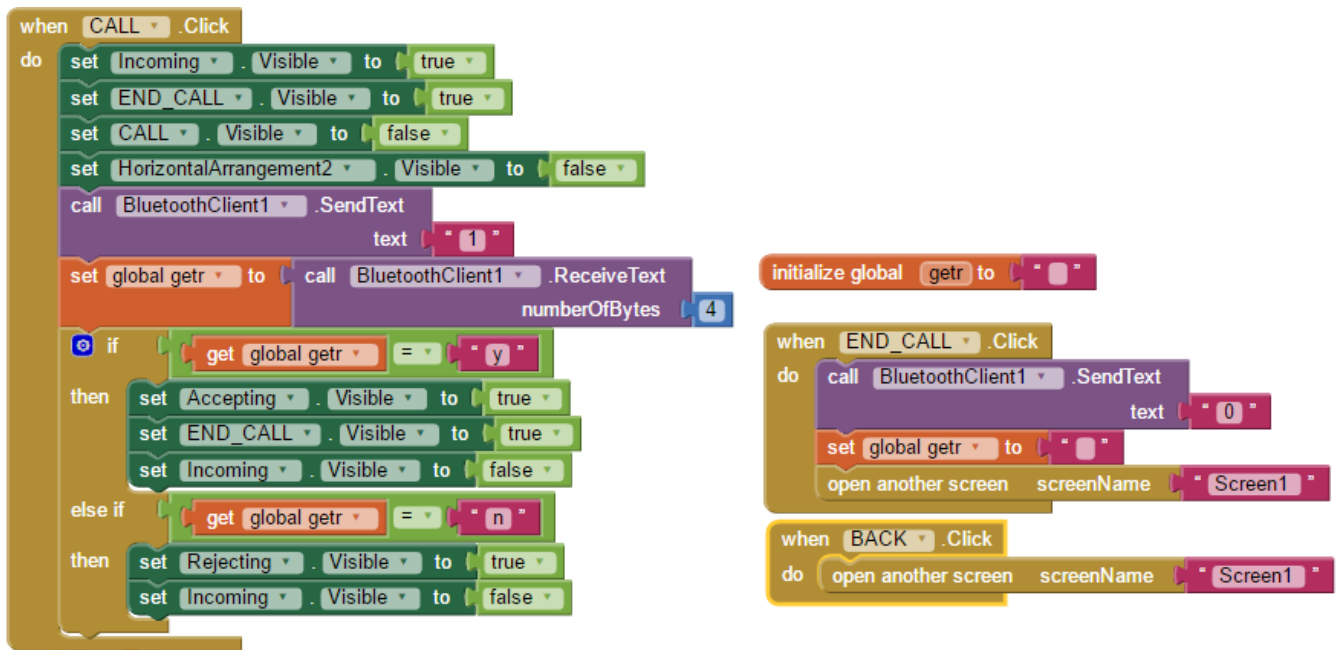 when CALL .Click
do set Incoming . Visible to true
set END_CALL . Visible to true
set CALL . Visible to false
set HorizontalArrangement2 . Visible to false
call BluetoothClient1 .SendText
text " 1 "
set global getr to call BluetoothClient1 .ReceiveText
numberOfBytes 4
if get global getr = " y "
then set Accepting . Visible to true
set END_CALL . Visible to true
set Incoming . Visible to false
else if get global getr = " n "
then set Rejecting . Visible to true
set Incoming . Visible to false
initialize global getr to " "
when END_CALL .Click
do call BluetoothClient1 .SendText
text " 0 "
set global getr to " "
open another screen screenName " Screen1 "
when BACK .Click
do open another screen screenName " Screen1 "